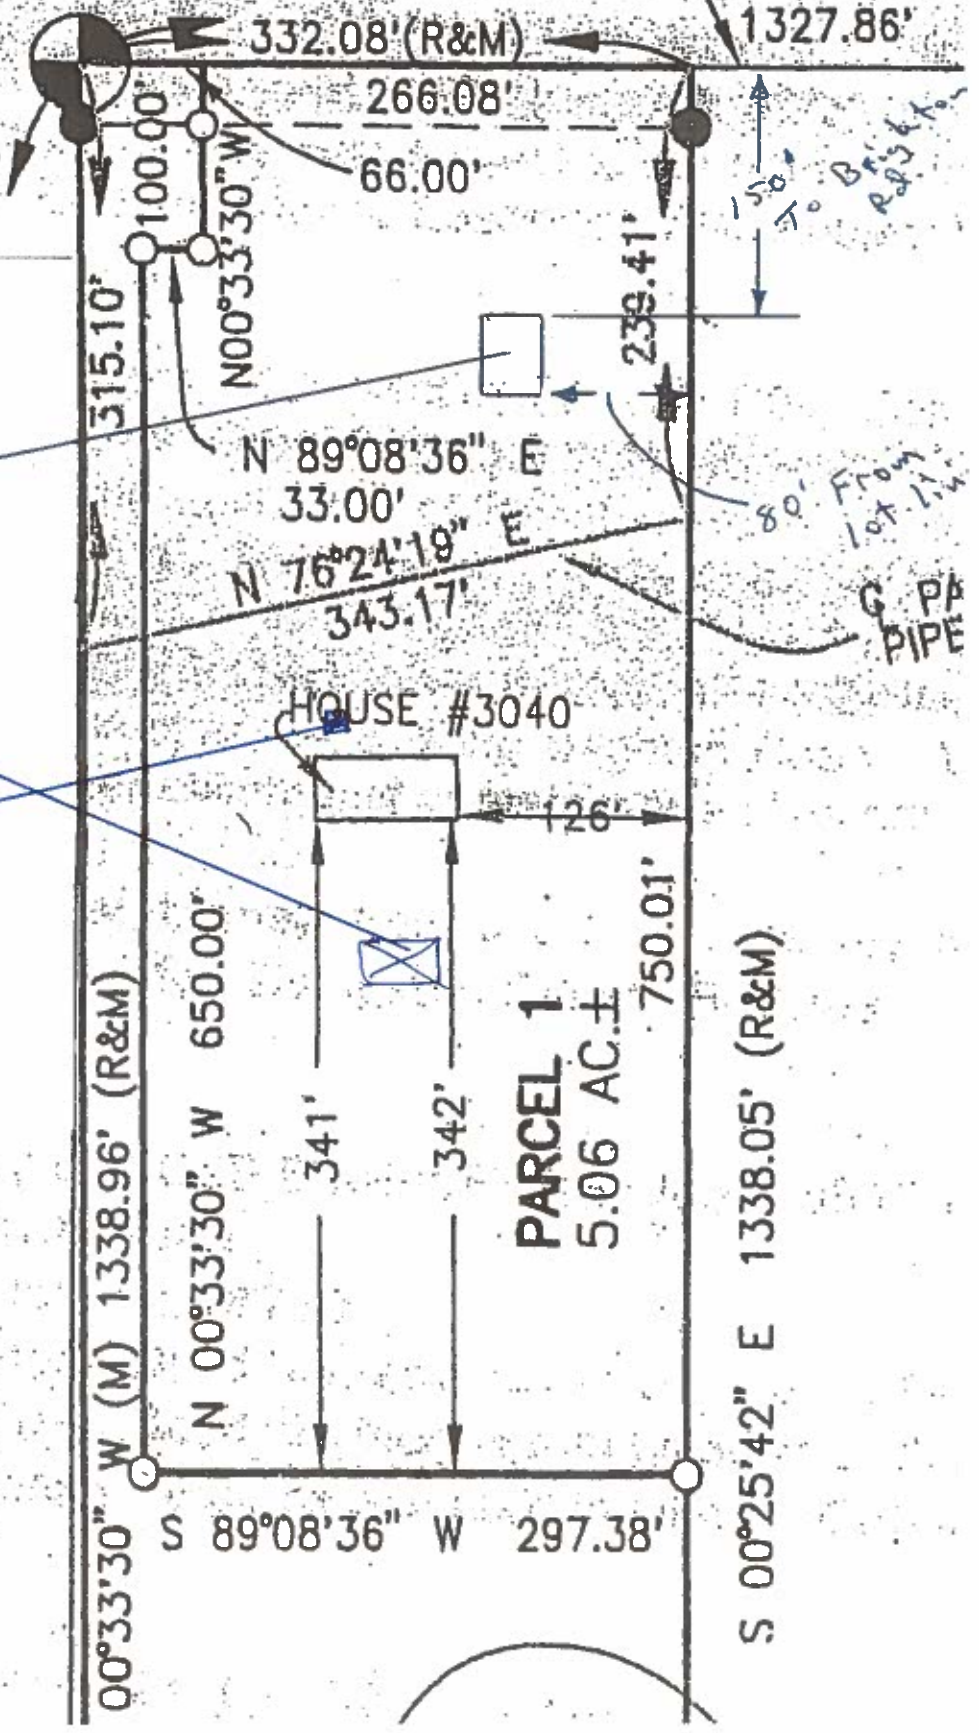 332.08'(R&M)
1327.86'
266.08'
66.00'
100.00'
N00°33'30"W
150'
To
315.10'
239.41'
N 89°08'36" E
33.00'
80' From
lot
N 76°24'19" E
343.17'
℄ PA
PIPE
HOUSE #3040
126'
750.01'
N 00°33'30" W 650.00'
341'
342'
PARCEL 1
5.06 AC.±
00°33'30" W (M) 1338.96' (R&M)
S 00°25'42" E 1338.05' (R&M)
S 89°08'36" W 297.38'